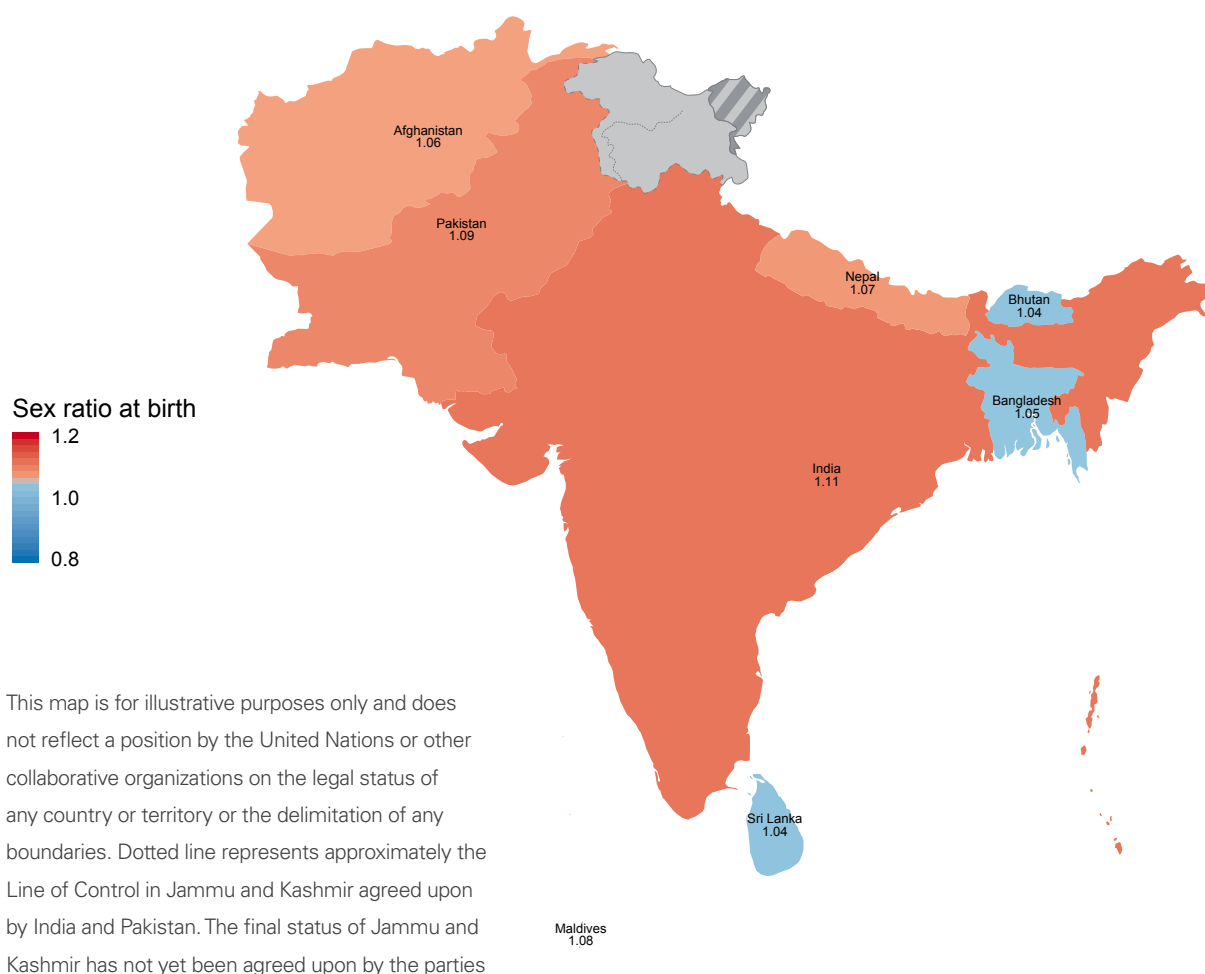 Afghanistan
1.06
Pakistan
1.09
Nepal
1.07
Bhutan
1.04
Sex ratio at birth
1.2
1.0
0.8
Bangladesh
1.05
India
1.11
This map is for illustrative purposes only and does
not reflect a position by the United Nations or other
collaborative organizations on the legal status of
any country or territory or the delimitation of any
boundaries. Dotted line represents approximately the
Line of Control in Jammu and Kashmir agreed upon
by India and Pakistan. The final status of Jammu and
Kashmir has not yet been agreed upon by the parties
Sri Lanka
1.04
Maldives
1.08